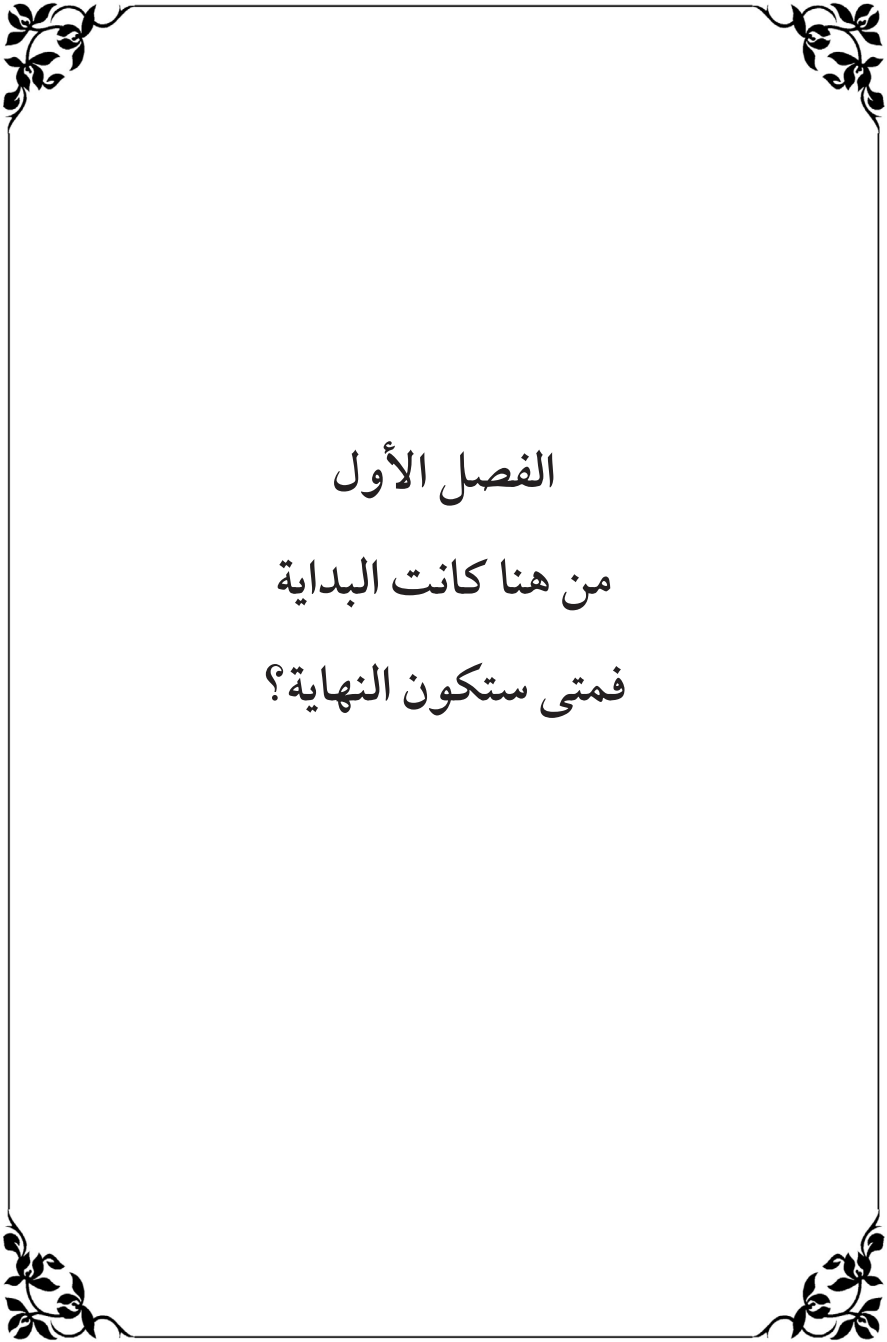 الفصل الأول
من هنا كانت البداية
فمتى ستكون النهاية؟